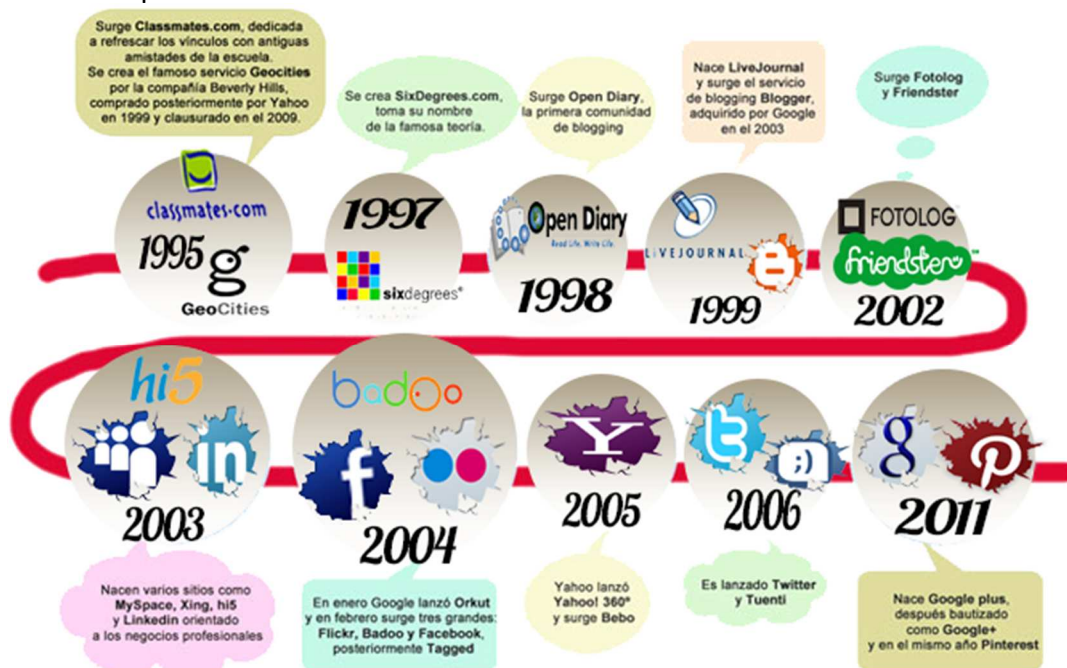 Surge Classmates.com, dedicada
a refrescar los vínculos con antiguas
amistades de la escuela.
Se crea el famoso servicio Geocities
por la compañía Beverly Hills,
comprado posteriormente por Yahoo
en 1999 y clausurado en el 2009.
Se crea SixDegrees.com,
toma su nombre
de la famosa teoría.
Surge Open Diary,
la primera comunidad
de blogging
Nace LiveJournal
y surge el servicio
de blogging Blogger,
adquirido por Google
en el 2003
Surge Fotolog
y Friendster
classmates.com
1995
GeoCities
1997
sixdegrees
Open Diary
Read Life. Write Life.
1998
LIVEJOURNAL
1999
FOTOLOG
friendster
2002
hi5
in
2003
badoo
f
2004
Y
2005
t
;)
2006
g
P
2011
Nacen varios sitios como
MySpace, Xing, hi5
y Linkedin orientado
a los negocios profesionales
En enero Google lanzó Orkut
y en febrero surge tres grandes:
Flickr, Badoo y Facebook,
posteriormente Tagged
Yahoo lanzó
Yahoo! 360º
y surge Bebo
Es lanzado Twitter
y Tuenti
Nace Google plus,
después bautizado
como Google+
y en el mismo año Pinterest